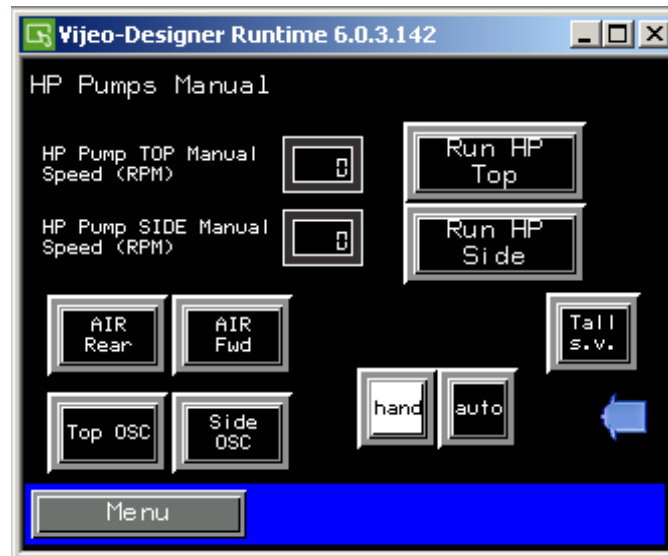 Vijeo-Designer Runtime 6.0.3.142
HP Pumps Manual
HP Pump TOP Manual
Speed (RPM)
0
Run HP
Top
HP Pump SIDE Manual
Speed (RPM)
0
Run HP
Side
AIR
Rear
AIR
Fwd
Tall
s.v.
Top OSC
Side
OSC
hand
auto
Menu